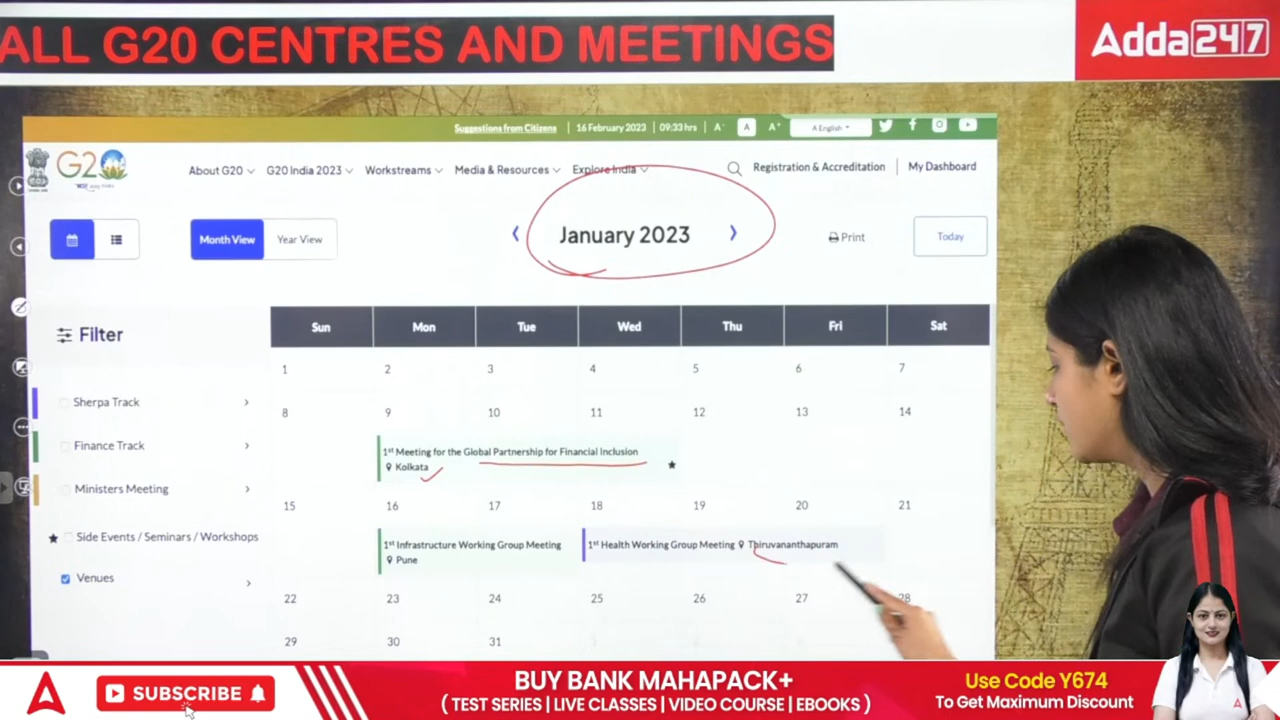 ALL G20 CENTRES AND MEETINGS
Adda247
Suggestions from Citizens | 16 February 2023 | 09:33 hrs | A- A A+ A English
G20
About G20 G20 India 2023 Workstreams Media & Resources Explore India Registration & Accreditation | My Dashboard
Month View Year View January 2023 Print Today
Filter
Sun Mon Tue Wed Thu Fri Sat
1 2 3 4 5 6 7
Sherpa Track
8 9 10 11 12 13 14
Finance Track
1st Meeting for the Global Partnership for Financial Inclusion
Kolkata
Ministers Meeting
15 16 17 18 19 20 21
Side Events / Seminars / Workshops
1st Infrastructure Working Group Meeting
Pune
1st Health Working Group Meeting Thiruvananthapuram
Venues
22 23 24 25 26 27 28
29 30 31
SUBSCRIBE
BUY BANK MAHAPACK+
( TEST SERIES | LIVE CLASSES | VIDEO COURSE | EBOOKS )
Use Code Y674
To Get Maximum Discount